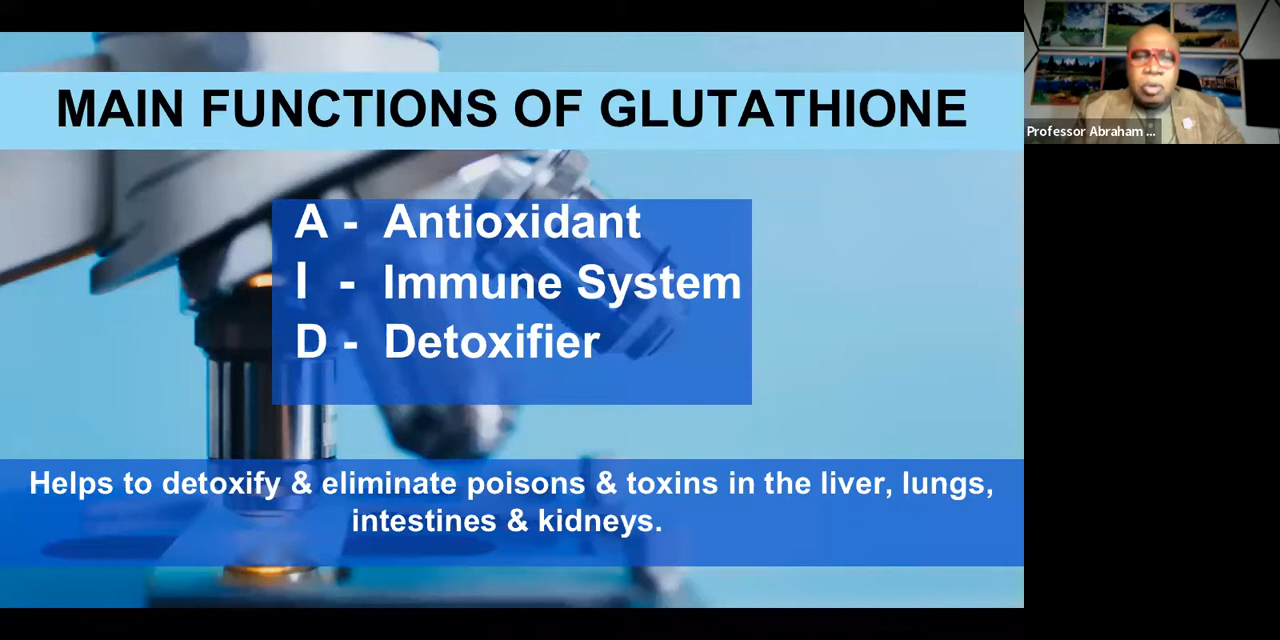 MAIN FUNCTIONS OF GLUTATHIONE
A - Antioxidant
I - Immune System
D - Detoxifier
Helps to detoxify & eliminate poisons & toxins in the liver, lungs,
intestines & kidneys.
Professor Abraham ...